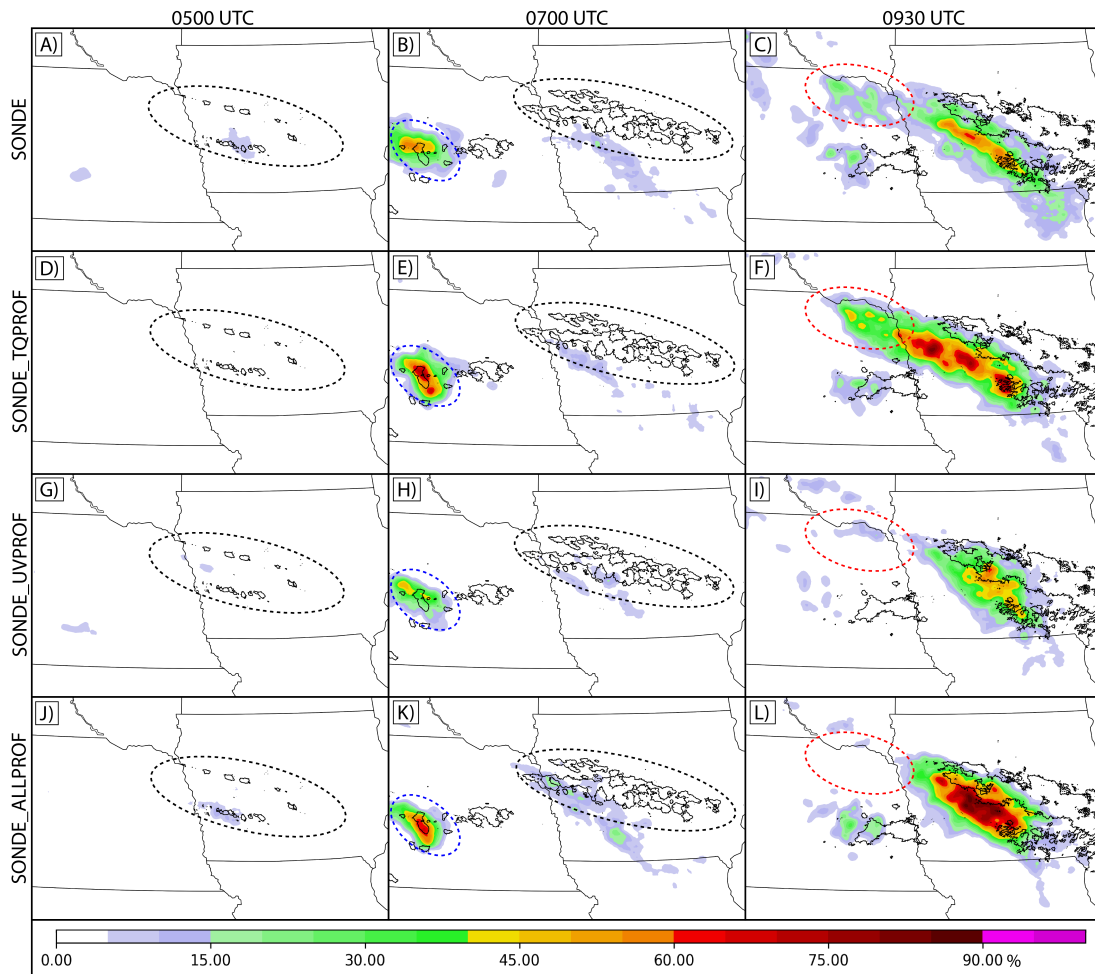 0500 UTC 0700 UTC 0930 UTC
SONDE
A) B) C)
SONDE_TQPROF
D) E) F)
SONDE_UVPROF
G) H) I)
SONDE_ALLPROF
J) K) L)
0.00 15.00 30.00 45.00 60.00 75.00 90.00 %